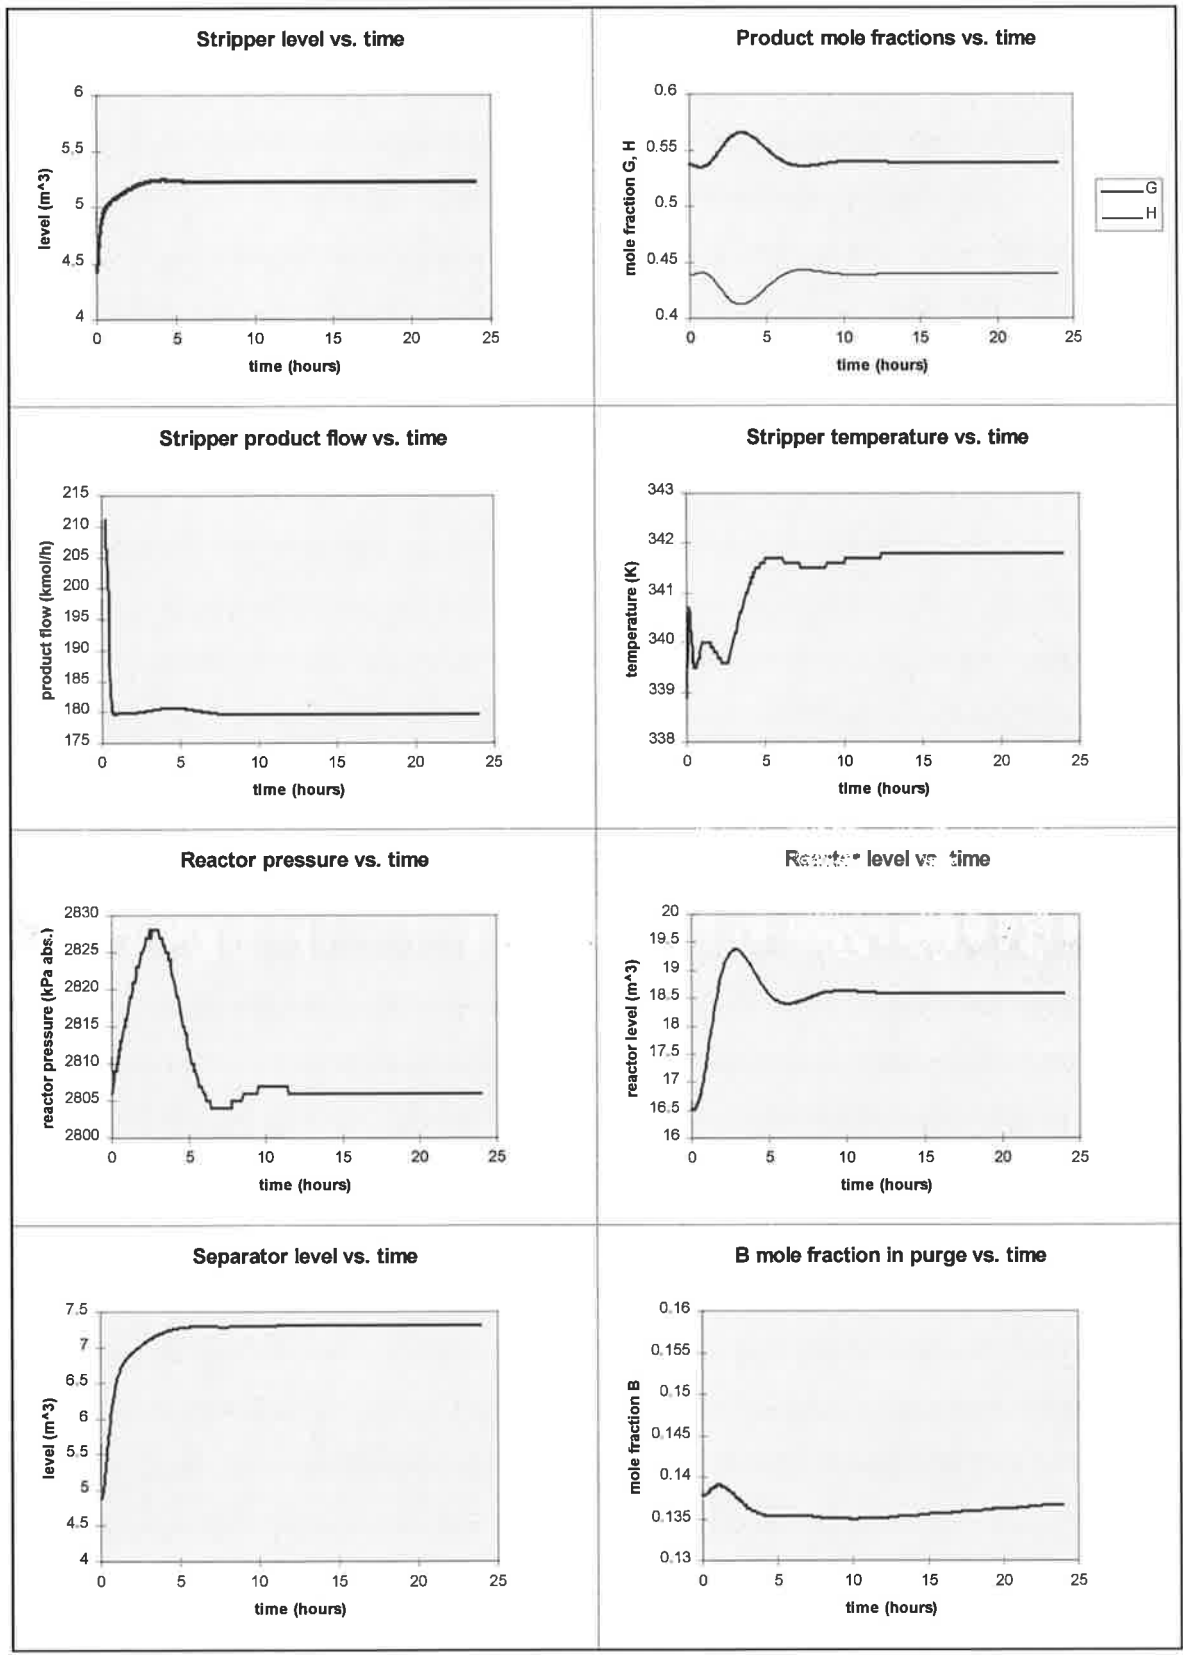 Stripper level vs. time
6
5.5
5
4.5
4
level (m^3)
0 5 10 15 20 25
time (hours)
Product mole fractions vs. time
0.6
0.55
0.5
0.45
0.4
mole fraction G, H
0 5 10 15 20 25
time (hours)
G
H
Stripper product flow vs. time
215
210
205
200
195
190
185
180
175
product flow (kmol/h)
0 5 10 15 20 25
time (hours)
Stripper temperature vs. time
343
342
341
340
339
338
temperature (K)
0 5 10 15 20 25
time (hours)
Reactor pressure vs. time
2830
2825
2820
2815
2810
2805
2800
reactor pressure (kPa abs.)
0 5 10 15 20 25
time (hours)
Reactor level vs. time
20
19.5
19
18.5
18
17.5
17
16.5
16
reactor level (m^3)
0 5 10 15 20 25
time (hours)
Separator level vs. time
7.5
7
6.5
6
5.5
5
4.5
4
level (m^3)
0 5 10 15 20 25
time (hours)
B mole fraction in purge vs. time
0.16
0.155
0.15
0.145
0.14
0.135
0.13
mole fraction B
0 5 10 15 20 25
time (hours)